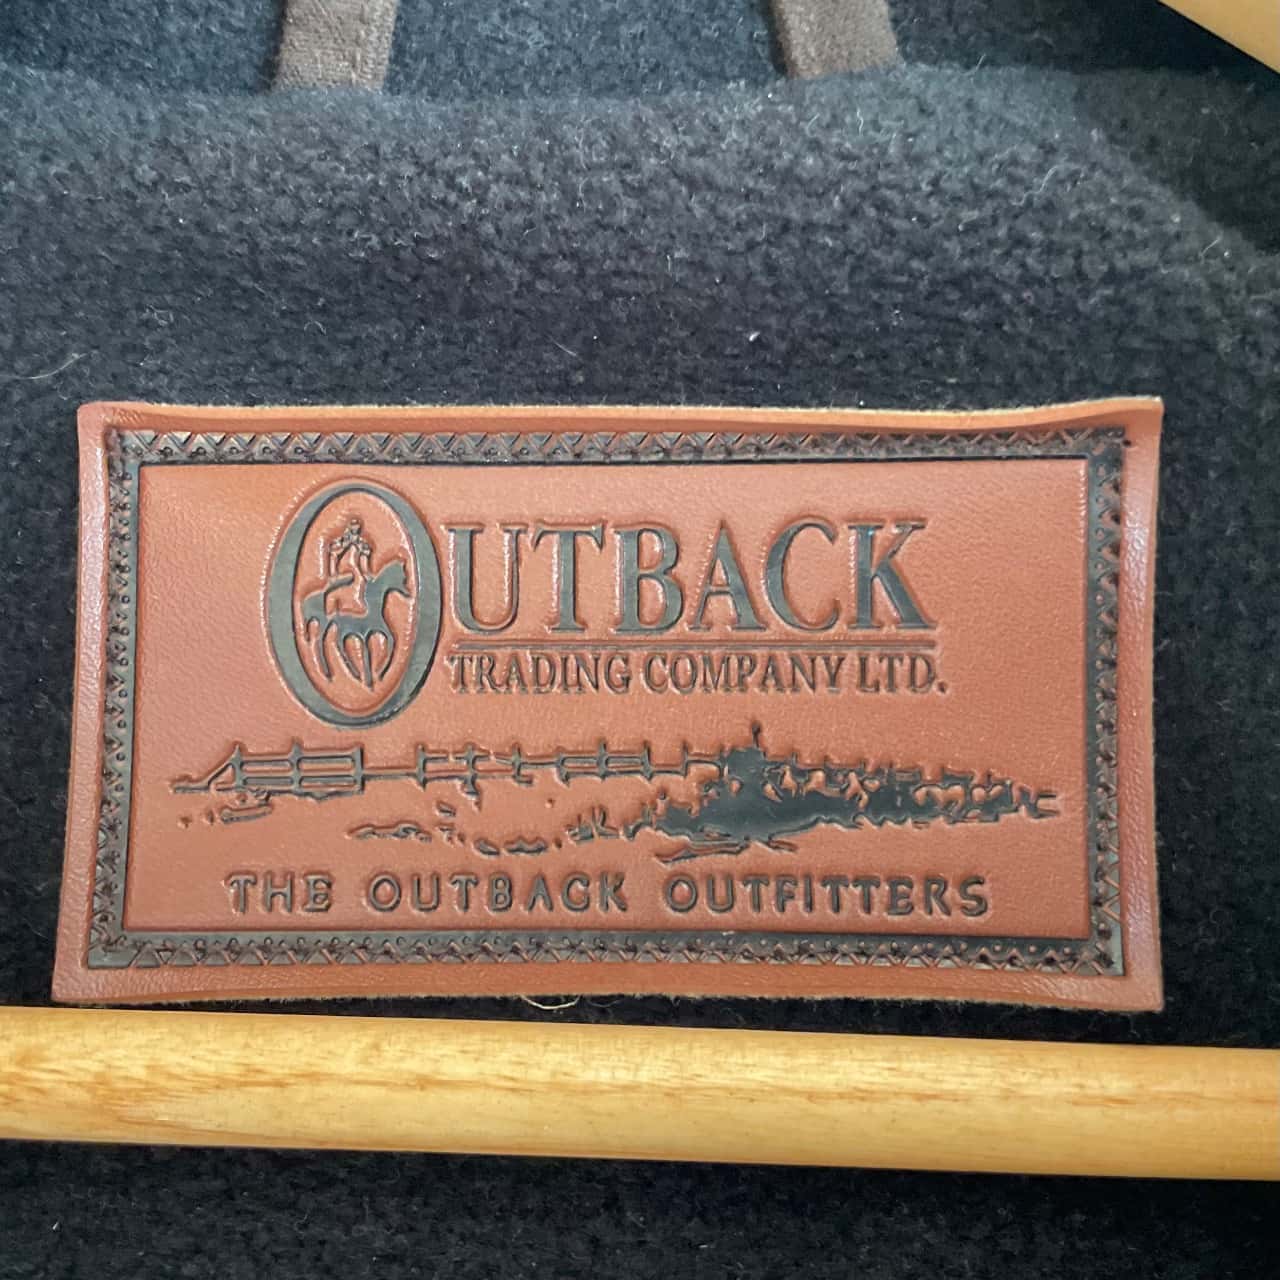 OUTBACK
TRADING COMPANY LTD.
THE OUTBACK OUTFITTERS